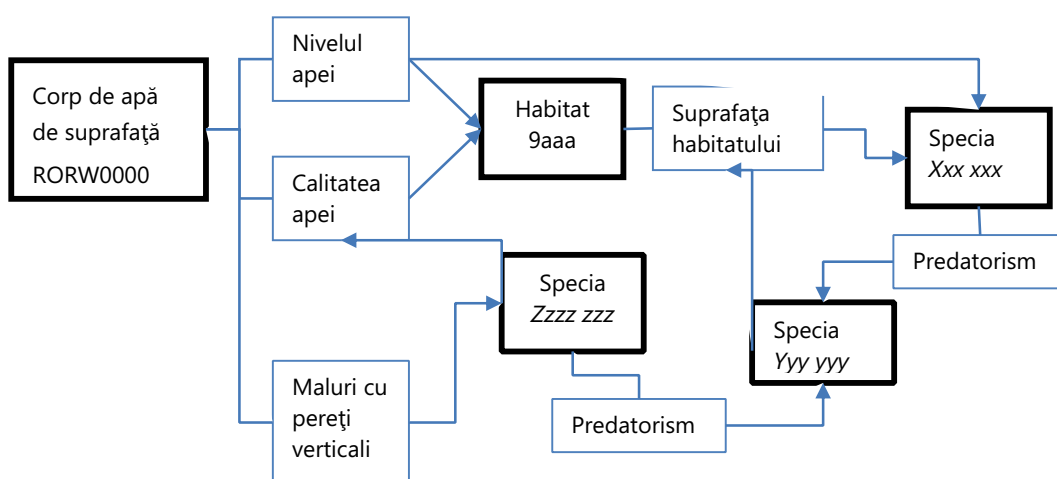 Nivelul
apei
Corp de apă
de suprafaţă
RORW0000
Habitat
9aaa
Suprafaţa
habitatului
Specia
Xxx xxx
Calitatea
apei
Predatorism
Specia
Zzzz zzz
Specia
Yyy yyy
Maluri cu
pereţi
verticali
Predatorism